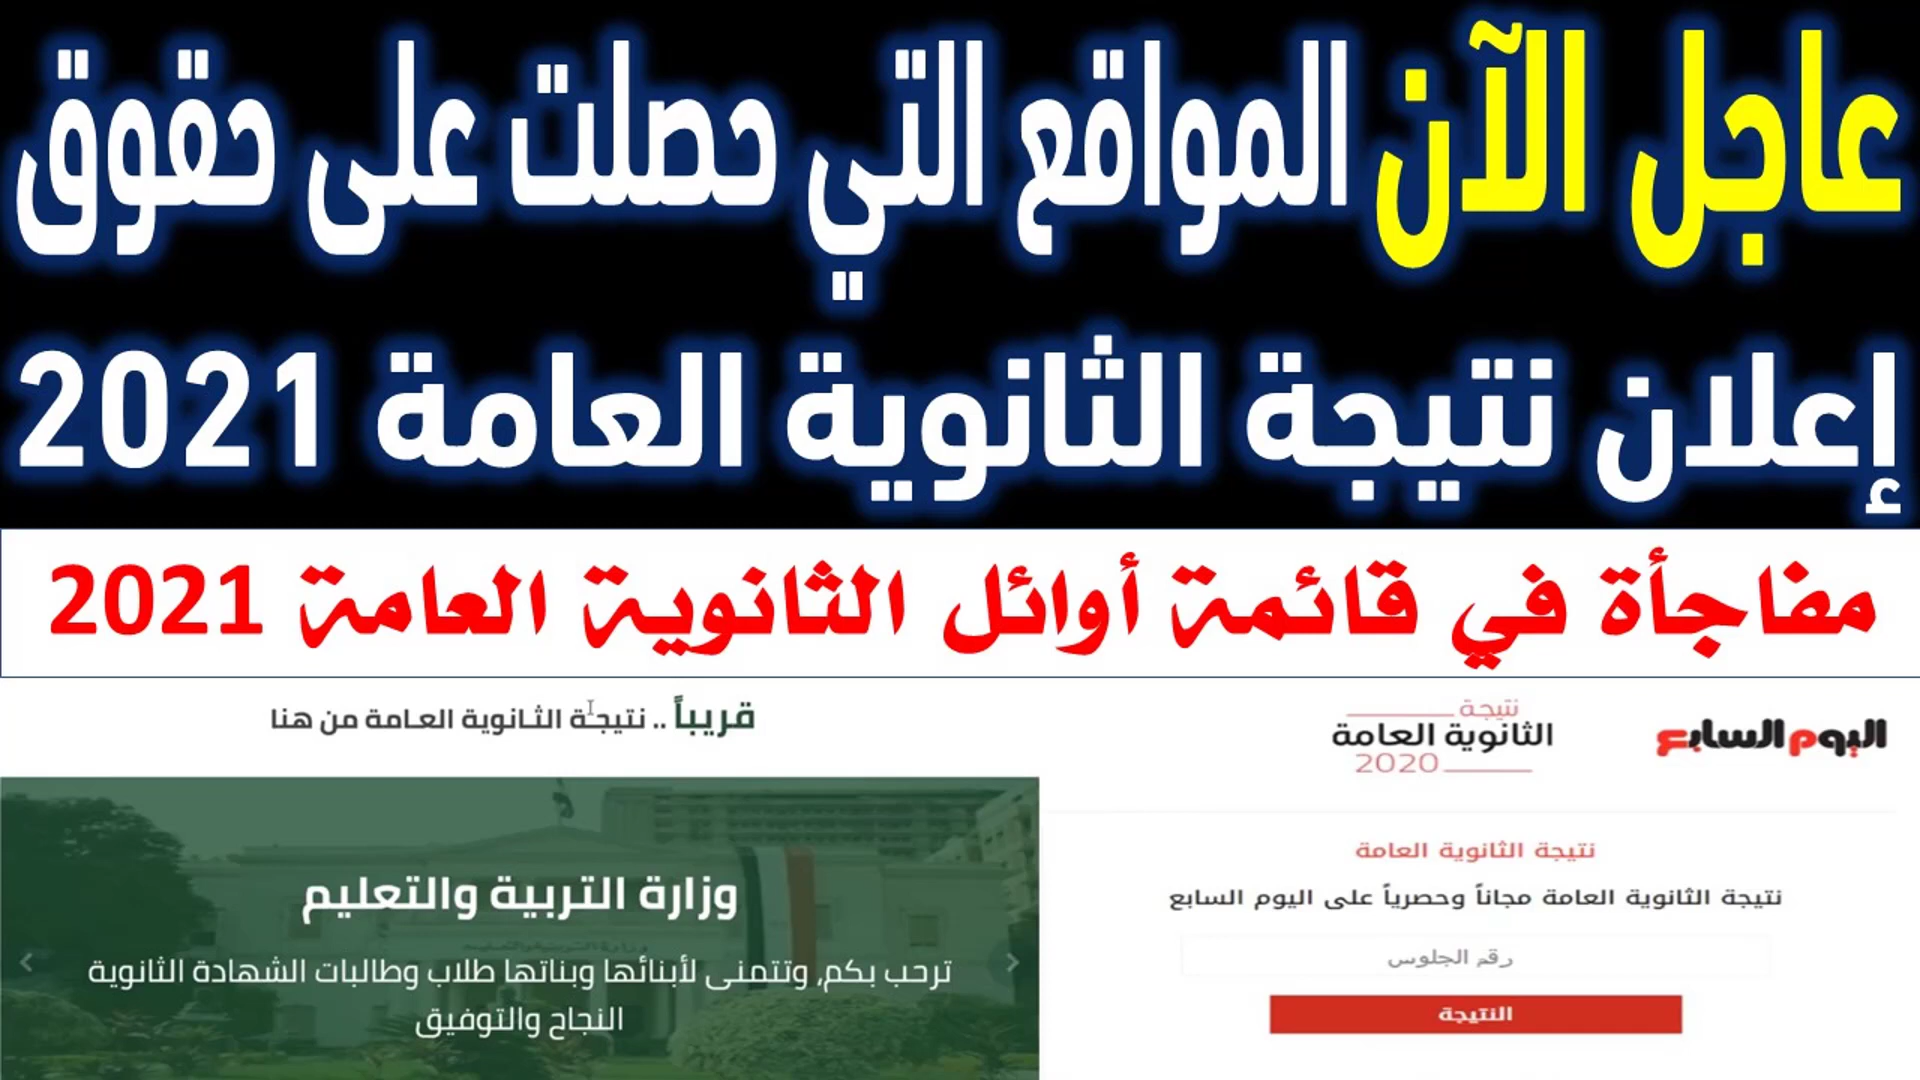 عاجل الآن المواقع التي حصلت على حقوق
إعلان نتيجة الثانوية العامة 2021
مفاجأة في قائمة أوائل الثانوية العامة 2021
اليوم السابع
نتيجة
الثانوية العامة
2020
نتيجة الثانوية العامة
نتيجة الثانوية العامة مجاناً وحصرياً على اليوم السابع
رقم الجلوس
النتيجة
قريباً .. نتيجة الثانوية العامة من هنا
وزارة التربية والتعليم
وزارة التربية والتعليم
ترحب بكم, وتتمنى لأبنائها وبناتها طلاب وطالبات الشهادة الثانوية
النجاح والتوفيق